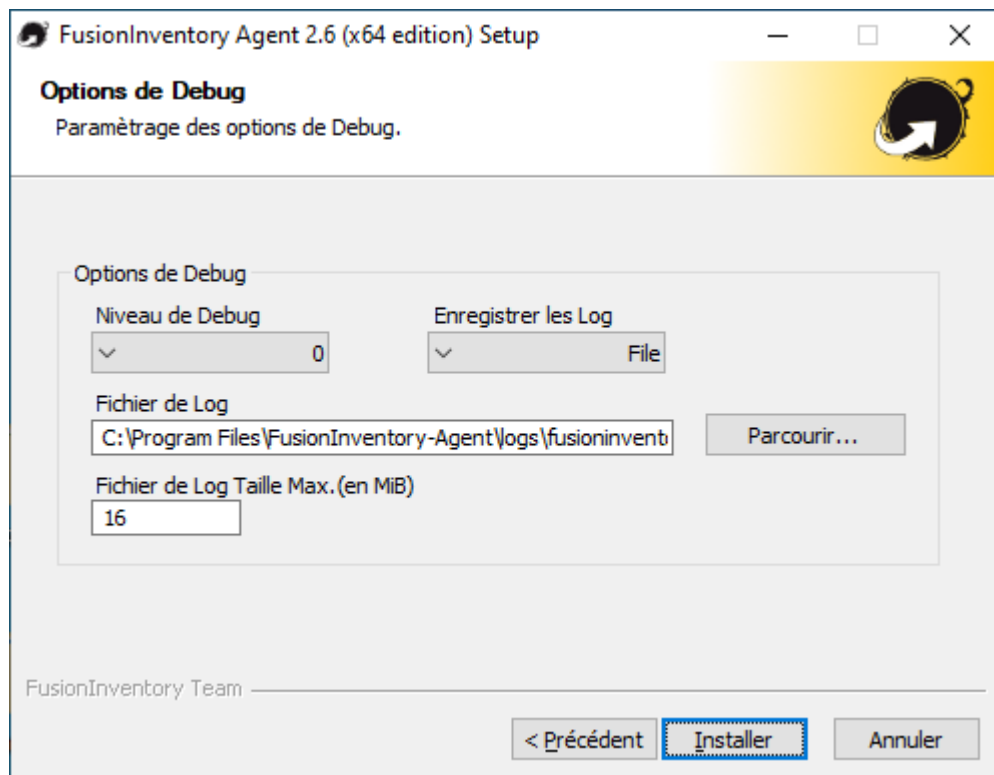 FusionInventory Agent 2.6 (x64 edition) Setup
Options de Debug
Paramètrage des options de Debug.
Options de Debug
Niveau de Debug
Enregistrer les Log
0
File
Fichier de Log
C:\Program Files\FusionInventory-Agent\logs\fusioninvent
Parcourir...
Fichier de Log Taille Max.(en MiB)
16
FusionInventory Team
< Précédent
Installer
Annuler